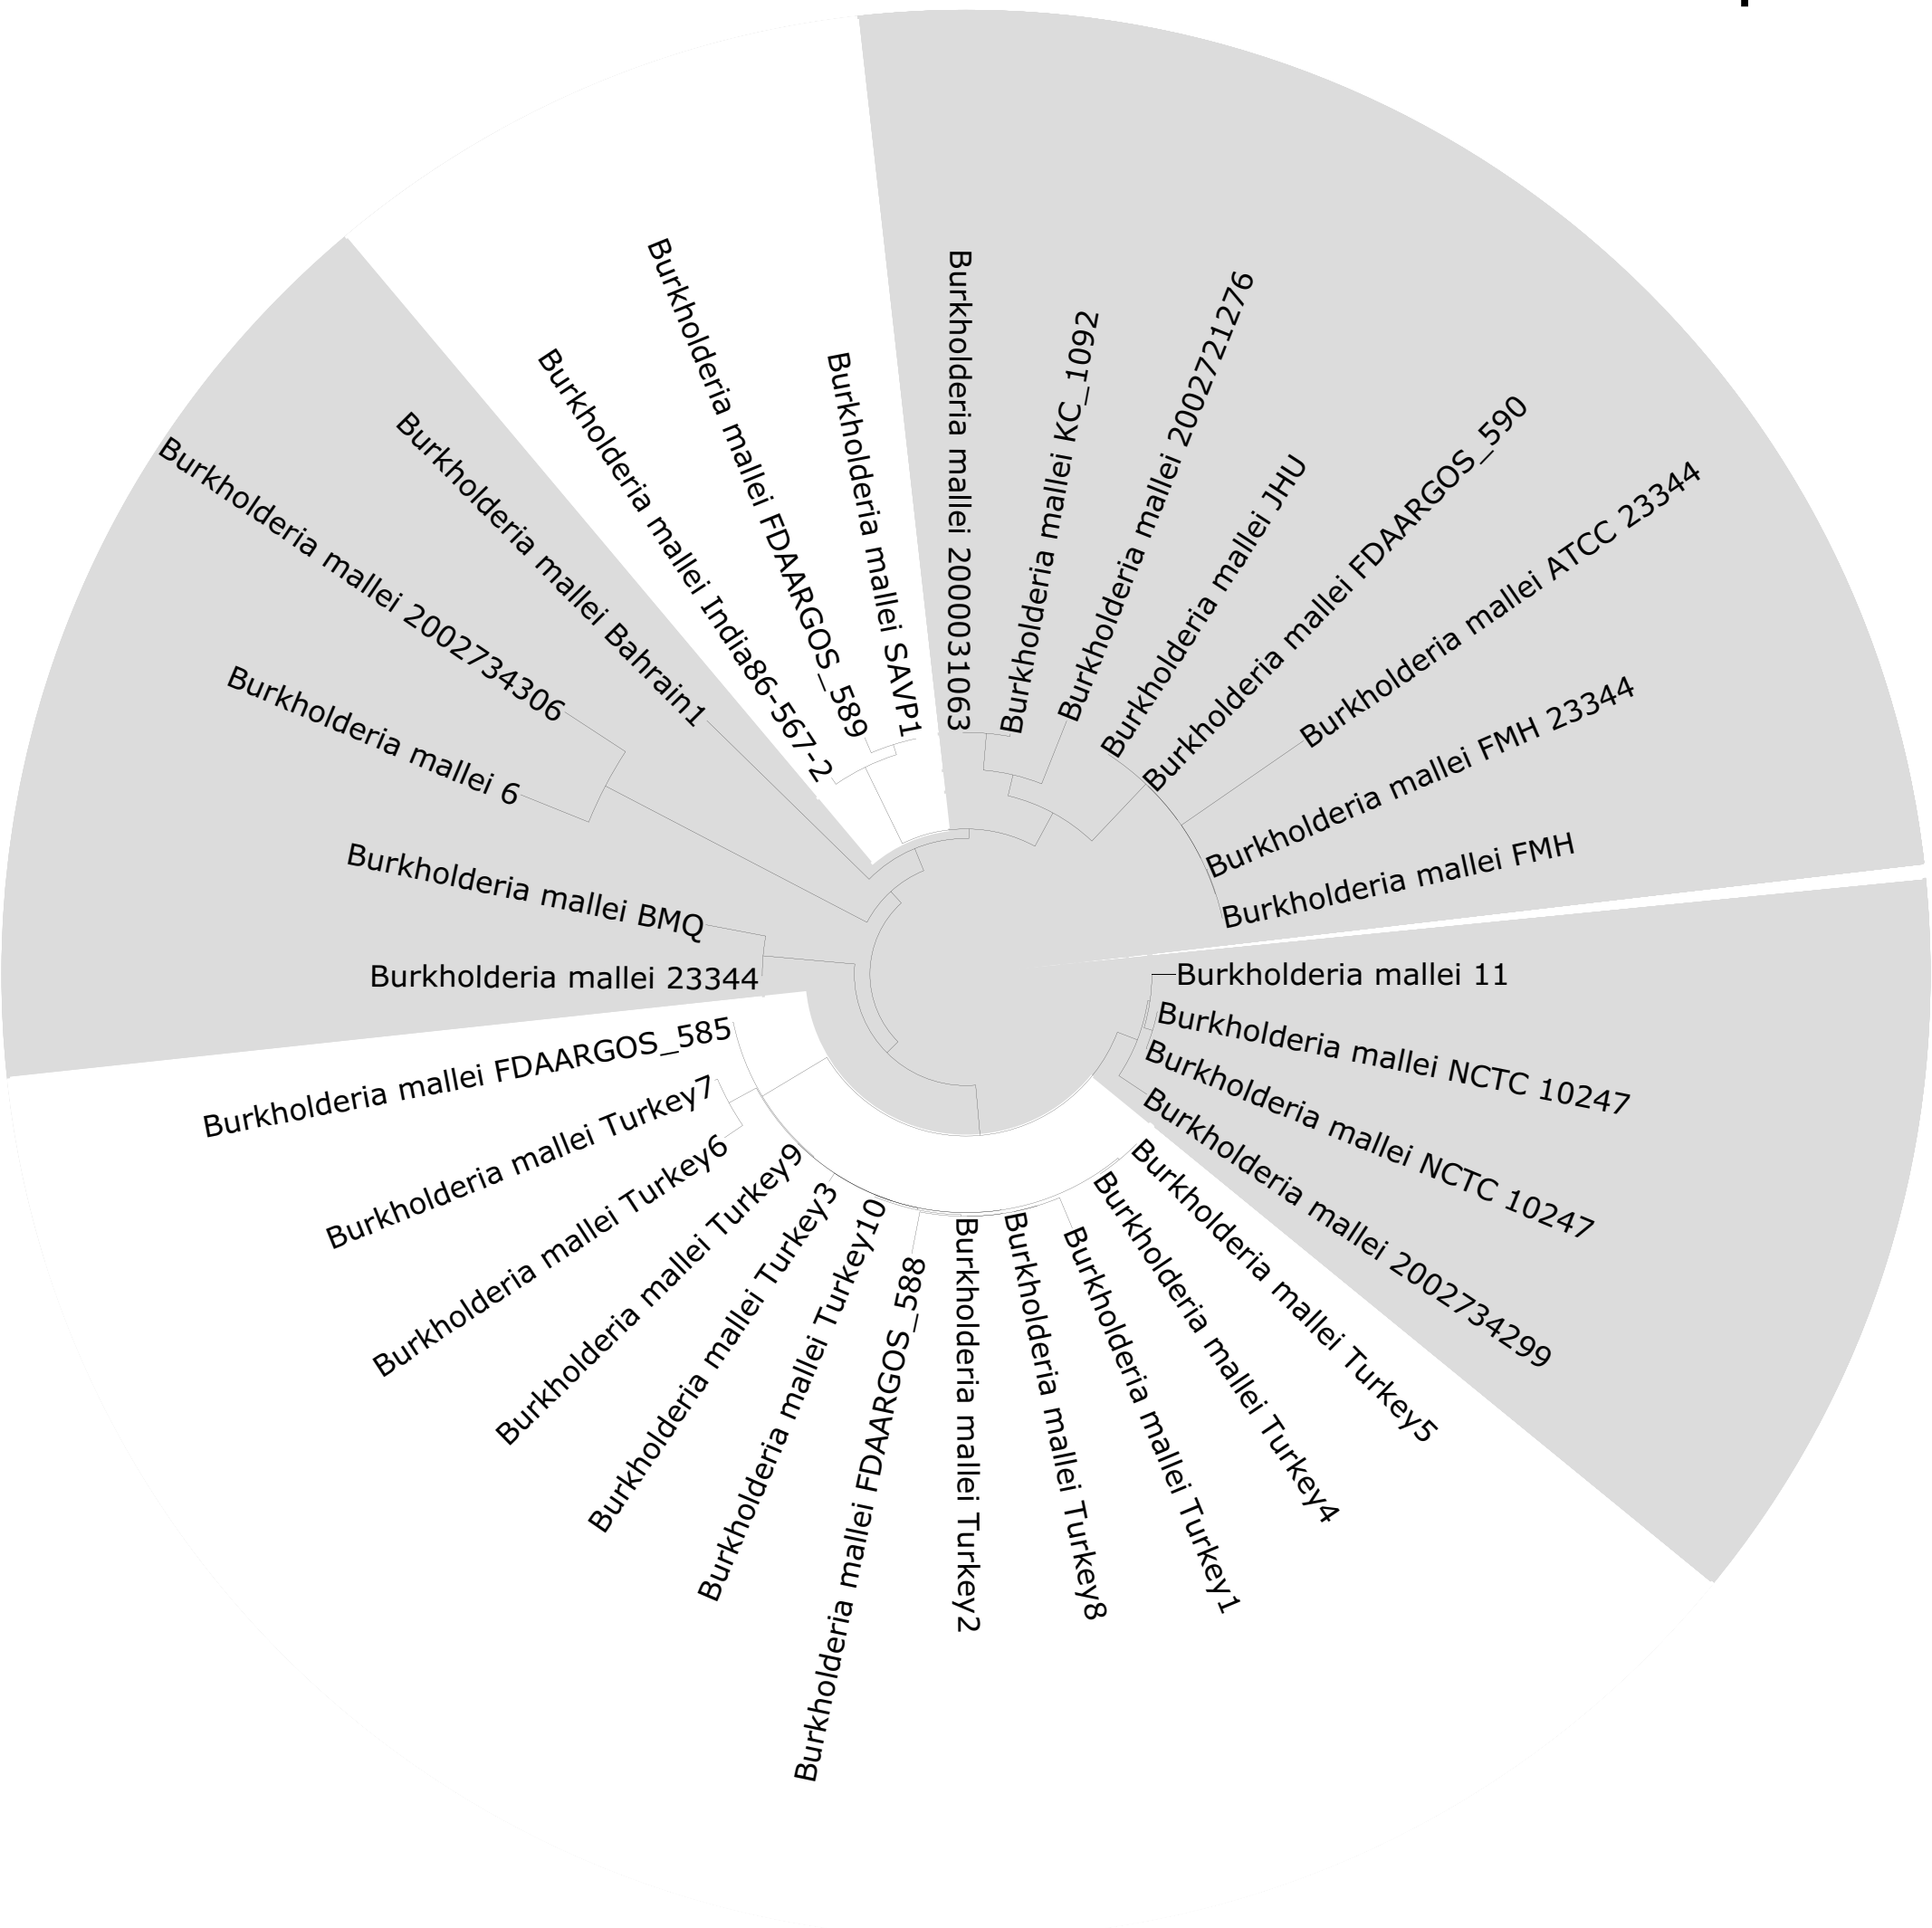 Burkholderia mallei 2000031063
Burkholderia mallei KC_1092
Burkholderia mallei 2002721276
Burkholderia mallei JHU
Burkholderia mallei FDAARGOS_590
Burkholderia mallei ATCC 23344
Burkholderia mallei FMH 23344
Burkholderia mallei FMH
Burkholderia mallei 11
Burkholderia mallei NCTC 10247
Burkholderia mallei NCTC 10247
Burkholderia mallei 2002734299
Burkholderia mallei Turkey5
Burkholderia mallei Turkey4
Burkholderia mallei Turkey1
Burkholderia mallei Turkey8
Burkholderia mallei Turkey2
Burkholderia mallei FDAARGOS_588
Burkholderia mallei Turkey10
Burkholderia mallei Turkey3
Burkholderia mallei Turkey9
Burkholderia mallei Turkey6
Burkholderia mallei Turkey7
Burkholderia mallei FDAARGOS_585
Burkholderia mallei 23344
Burkholderia mallei BMQ
Burkholderia mallei 6
Burkholderia mallei 2002734306
Burkholderia mallei Bahrain1
Burkholderia mallei India86-567-2
Burkholderia mallei FDAARGOS_589
Burkholderia mallei SAVP1